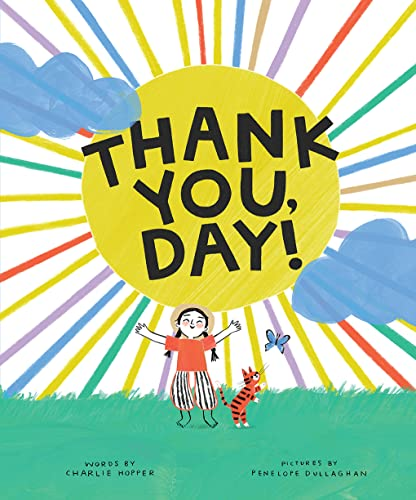 THANK
YOU,
DAY!
WORDS BY
CHARLIE HOPPER
PICTURES BY
PENELOPE DULLAGHAN